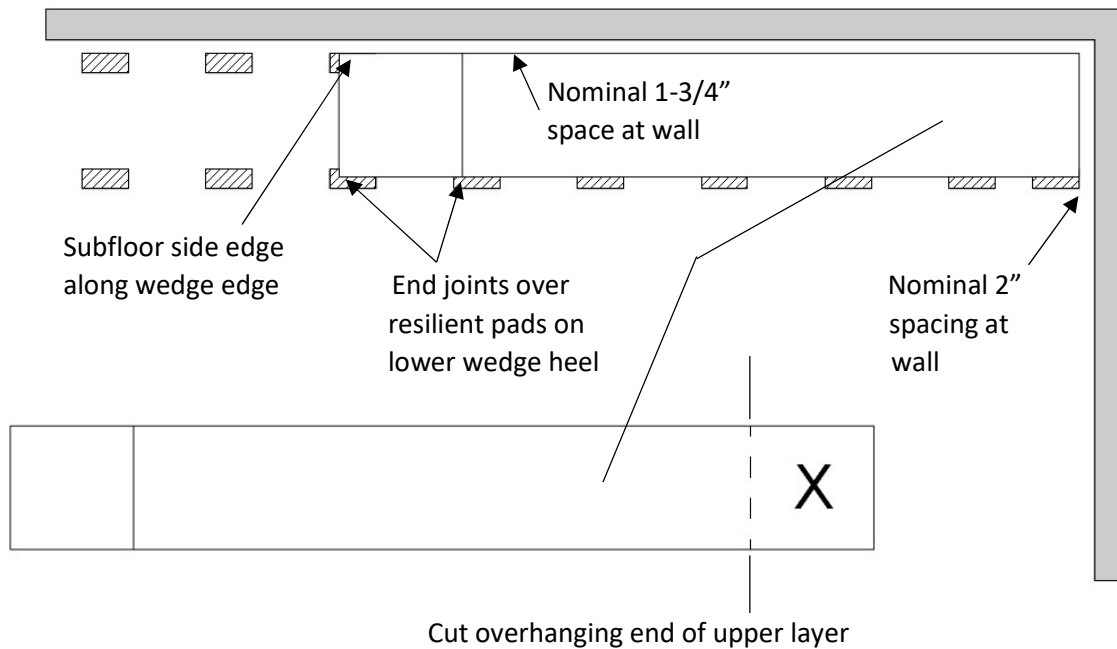 Nominal 1-3/4”
space at wall
Subfloor side edge
along wedge edge
End joints over
resilient pads on
lower wedge heel
Nominal 2”
spacing at
wall
X
Cut overhanging end of upper layer